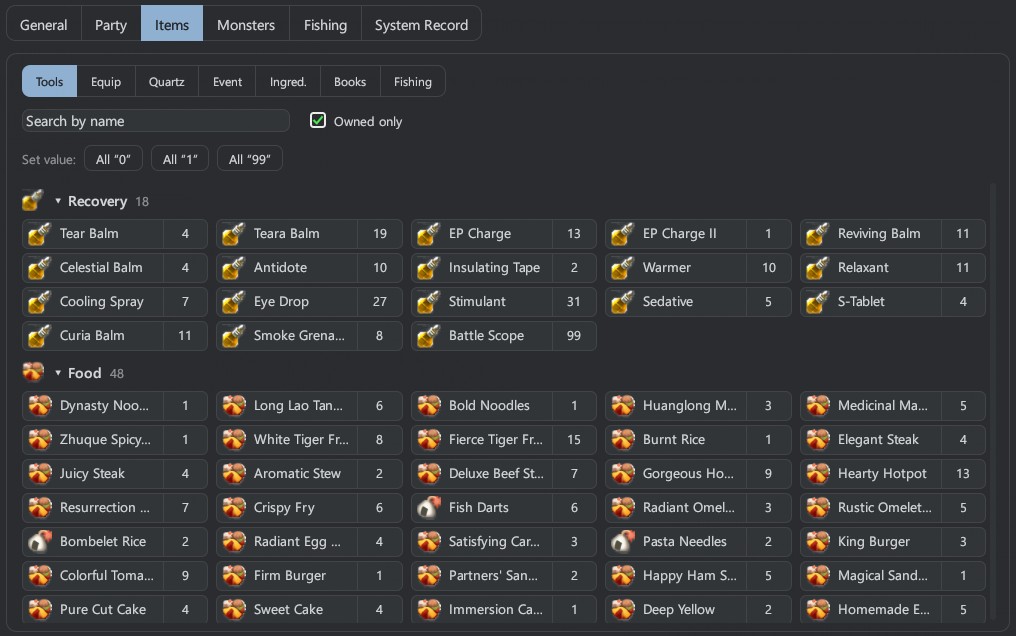 General Party Items Monsters Fishing System Record
Tools Equip Quartz Event Ingred. Books Fishing
Search by name Owned only
Set value: All "0" All "1" All "99"
▼ Recovery 18
Tear Balm 4 Teara Balm 19 EP Charge 13 EP Charge II 1 Reviving Balm 11
Celestial Balm 4 Antidote 10 Insulating Tape 2 Warmer 10 Relaxant 11
Cooling Spray 7 Eye Drop 27 Stimulant 31 Sedative 5 S-Tablet 4
Curia Balm 11 Smoke Grena... 8 Battle Scope 99
▼ Food 48
Dynasty Noo... 1 Long Lao Tan... 6 Bold Noodles 1 Huanglong M... 3 Medicinal Ma... 5
Zhuque Spicy... 1 White Tiger Fr... 8 Fierce Tiger Fr... 15 Burnt Rice 1 Elegant Steak 4
Juicy Steak 4 Aromatic Stew 2 Deluxe Beef St... 7 Gorgeous Ho... 9 Hearty Hotpot 13
Resurrection ... 7 Crispy Fry 6 Fish Darts 6 Radiant Omel... 3 Rustic Omelet... 5
Bombelet Rice 2 Radiant Egg ... 4 Satisfying Car... 3 Pasta Needles 2 King Burger 3
Colorful Toma... 9 Firm Burger 1 Partners' San... 2 Happy Ham S... 5 Magical Sand... 1
Pure Cut Cake 4 Sweet Cake 4 Immersion Ca... 1 Deep Yellow 2 Homemade E... 5